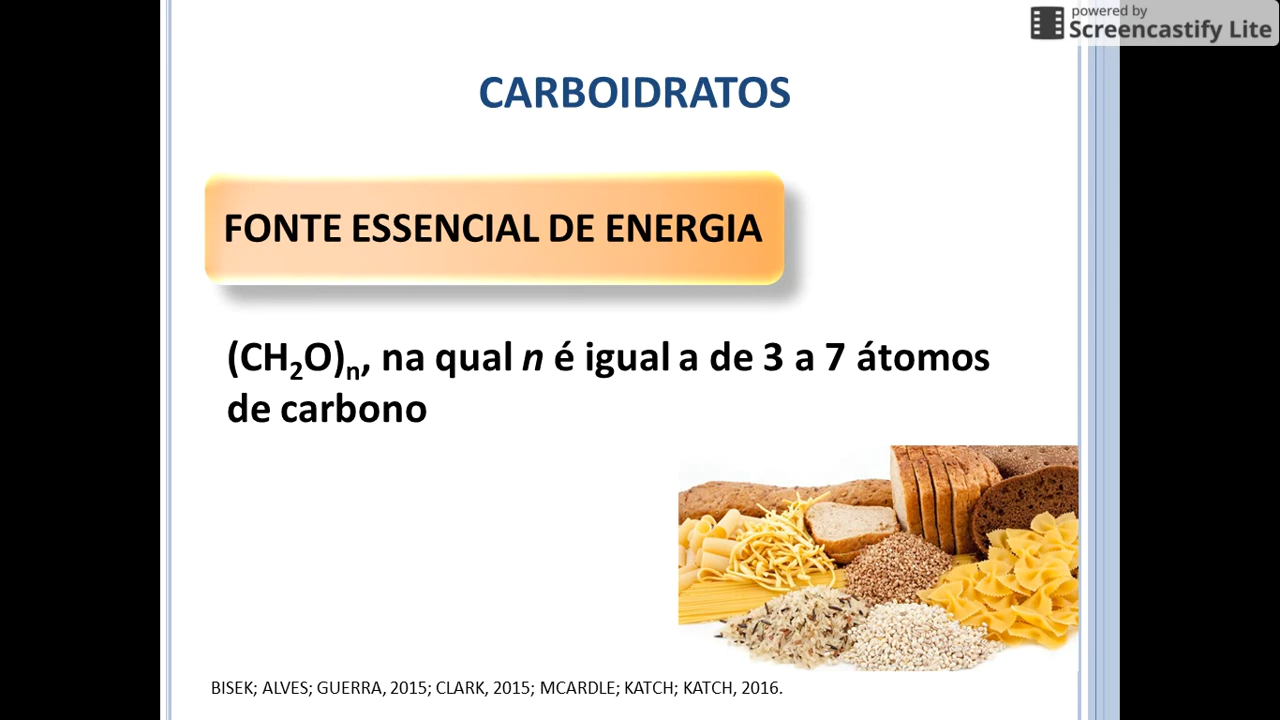 powered by
Screencastify Lite
CARBOIDRATOS
FONTE ESSENCIAL DE ENERGIA
(CH₂O)ₙ, na qual n é igual a de 3 a 7 átomos
de carbono
BISEK; ALVES; GUERRA, 2015; CLARK, 2015; MCARDLE; KATCH; KATCH, 2016.